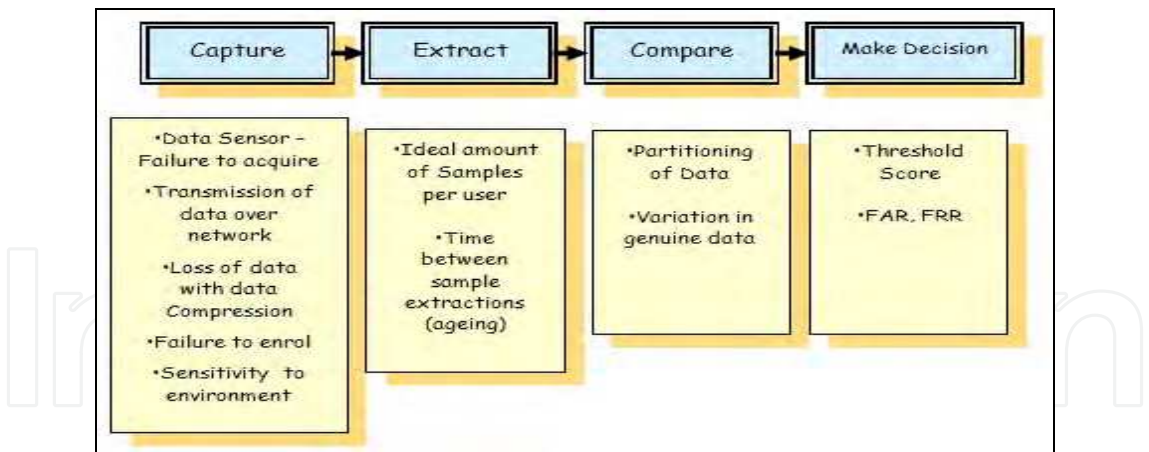 Capture
Extract
Compare
Make Decision
•Data Sensor –
Failure to acquire
•Transmission of
data over
network
•Loss of data
with data
Compression
•Failure to enrol
•Sensitivity to
environment
•Ideal amount
of Samples
per user
•Time
between
sample
extractions
(ageing)
•Partitioning
of Data
•Variation in
genuine data
•Threshold
Score
•FAR, FRR